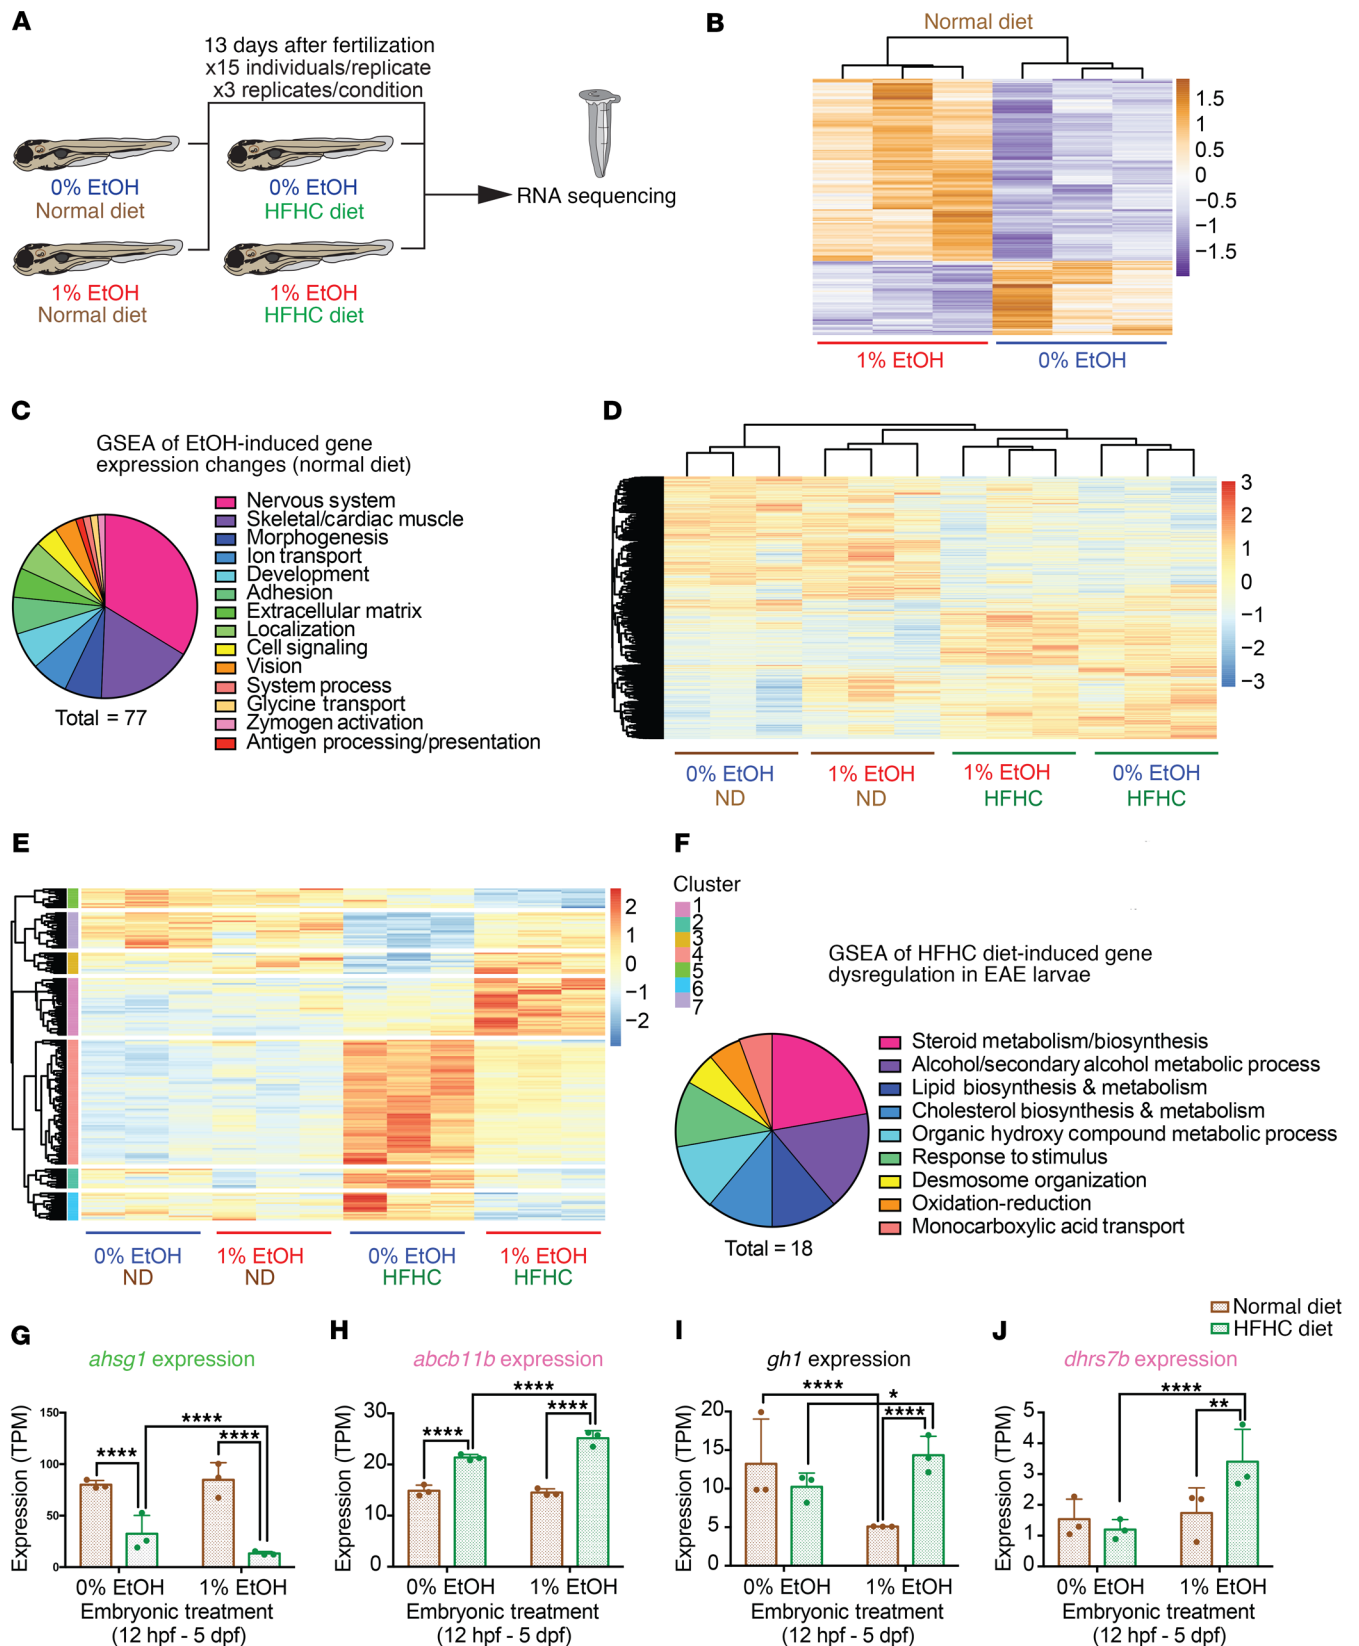 A
13 days after fertilization
x15 individuals/replicate
x3 replicates/condition
0% EtOH
Normal diet
0% EtOH
HFHC diet
1% EtOH
Normal diet
1% EtOH
HFHC diet
RNA sequencing
B
Normal diet
1.5
1
0.5
0
−0.5
−1
−1.5
1% EtOH
0% EtOH
C
GSEA of EtOH-induced gene
expression changes (normal diet)
Nervous system
Skeletal/cardiac muscle
Morphogenesis
Ion transport
Development
Adhesion
Extracellular matrix
Localization
Cell signaling
Vision
System process
Glycine transport
Zymogen activation
Antigen processing/presentation
Total = 77
D
3
2
1
0
−1
−2
−3
0% EtOH
ND
1% EtOH
ND
1% EtOH
HFHC
0% EtOH
HFHC
E
2
1
0
−1
−2
0% EtOH
ND
1% EtOH
ND
0% EtOH
HFHC
1% EtOH
HFHC
F
Cluster
1
2
3
4
5
6
7
GSEA of HFHC diet-induced gene
dysregulation in EAE larvae
Steroid metabolism/biosynthesis
Alcohol/secondary alcohol metabolic process
Lipid biosynthesis & metabolism
Cholesterol biosynthesis & metabolism
Organic hydroxy compound metabolic process
Response to stimulus
Desmosome organization
Oxidation-reduction
Monocarboxylic acid transport
Total = 18
Normal diet
HFHC diet
G
ahsg1 expression
Expression (TPM)
150
100
50
0
****
****
****
0% EtOH
1% EtOH
Embryonic treatment
(12 hpf - 5 dpf)
H
abcb11b expression
Expression (TPM)
30
20
10
0
****
****
****
0% EtOH
1% EtOH
Embryonic treatment
(12 hpf - 5 dpf)
I
gh1 expression
Expression (TPM)
20
15
10
5
0
****
*
****
0% EtOH
1% EtOH
Embryonic treatment
(12 hpf - 5 dpf)
J
dhrs7b expression
Expression (TPM)
5
4
3
2
1
0
****
**
0% EtOH
1% EtOH
Embryonic treatment
(12 hpf - 5 dpf)